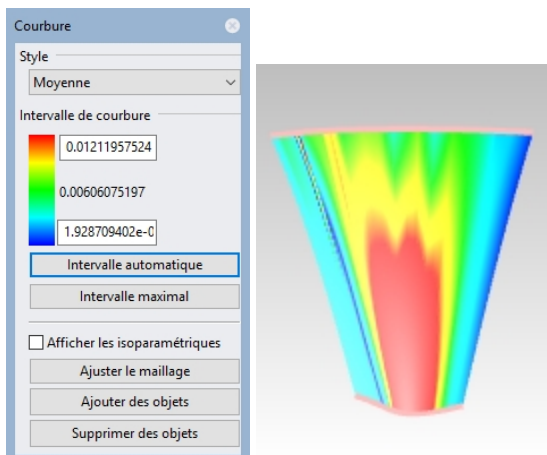 Courbure
Style
Moyenne
Intervalle de courbure
0.01211957524
0.00606075197
1.928709402e-0
Intervalle automatique
Intervalle maximal
Afficher les isoparamétriques
Ajuster le maillage
Ajouter des objets
Supprimer des objets